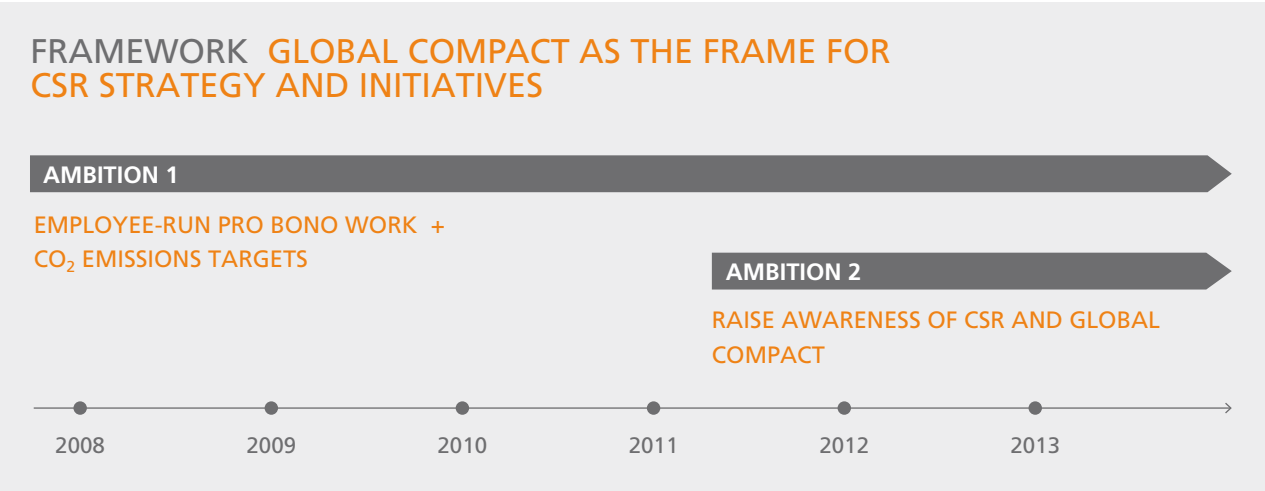 FRAMEWORK GLOBAL COMPACT AS THE FRAME FOR
CSR STRATEGY AND INITIATIVES
AMBITION 1
EMPLOYEE-RUN PRO BONO WORK +
CO₂ EMISSIONS TARGETS
AMBITION 2
RAISE AWARENESS OF CSR AND GLOBAL
COMPACT
2008 2009 2010 2011 2012 2013